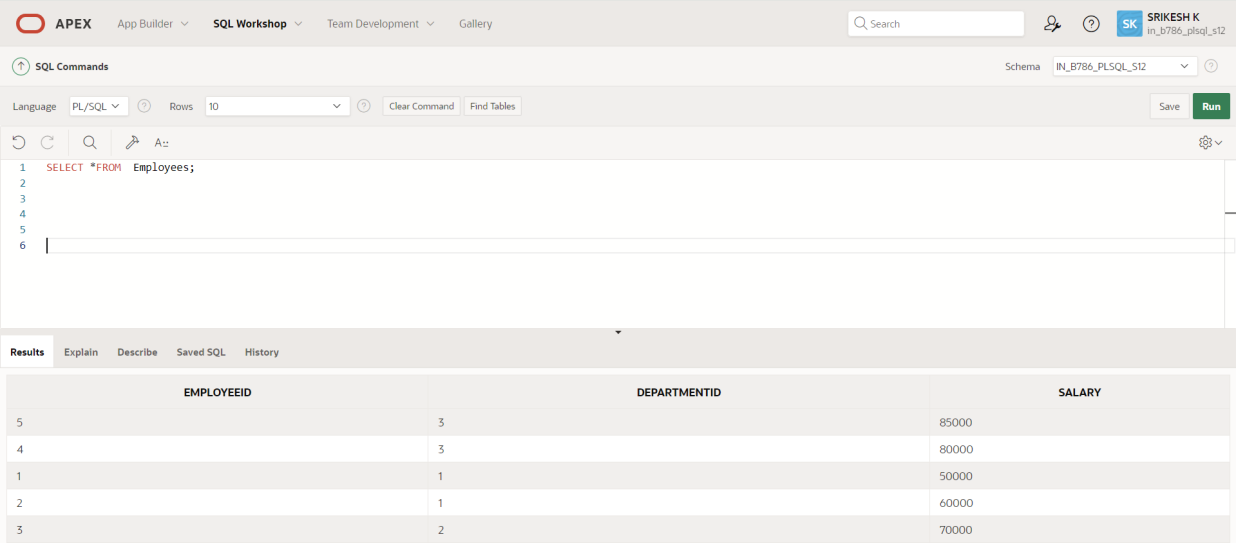 APEX App Builder SQL Workshop Team Development Gallery Search SK SRIKESH K
in_b786_plsql_s12
SQL Commands Schema IN_B786_PLSQL_S12
Language PL/SQL Rows 10 Clear Command Find Tables Save Run
A::
1 SELECT *FROM  Employees;
2
3
4
5
6
Results Explain Describe Saved SQL History
EMPLOYEEID DEPARTMENTID SALARY
5 3 85000
4 3 80000
1 1 50000
2 1 60000
3 2 70000